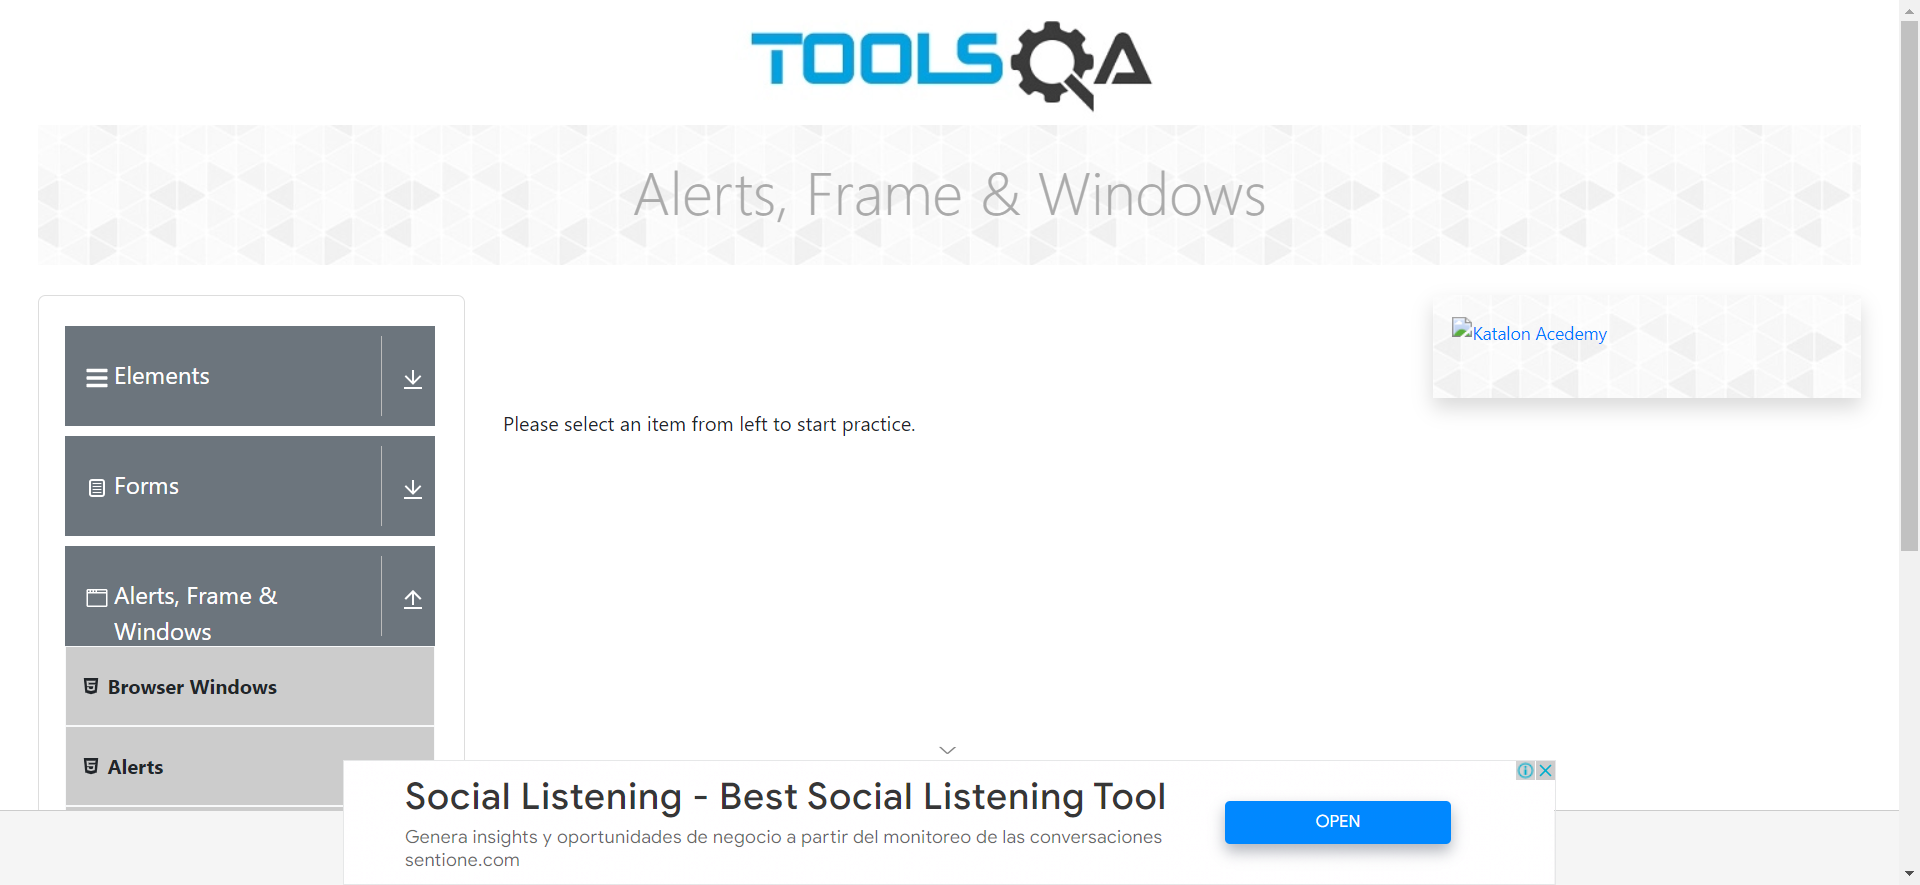 TOOLSQA
Alerts, Frame & Windows
Elements
Forms
Alerts, Frame &
Windows
Browser Windows
Alerts
Please select an item from left to start practice.
Katalon Acedemy
Social Listening - Best Social Listening Tool
Genera insights y oportunidades de negocio a partir del monitoreo de las conversaciones
sentione.com
OPEN